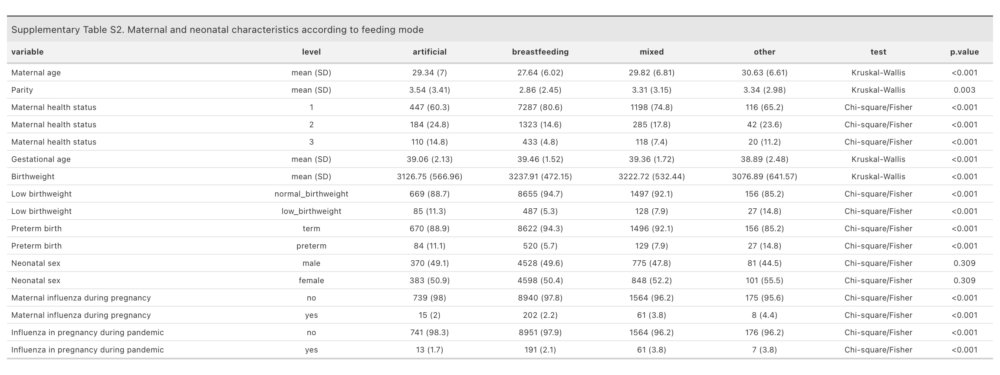 Supplementary Table S2. Maternal and neonatal characteristics according to feeding mode
variable level artificial breastfeeding mixed other test p.value
Maternal age mean (SD) 29.34 (7) 27.64 (6.02) 29.82 (6.81) 30.63 (6.61) Kruskal-Wallis <0.001
Parity mean (SD) 3.54 (3.41) 2.86 (2.45) 3.31 (3.15) 3.34 (2.98) Kruskal-Wallis 0.003
Maternal health status 1 447 (60.3) 7287 (80.6) 1198 (74.8) 116 (65.2) Chi-square/Fisher <0.001
Maternal health status 2 184 (24.8) 1323 (14.6) 285 (17.8) 42 (23.6) Chi-square/Fisher <0.001
Maternal health status 3 110 (14.8) 433 (4.8) 118 (7.4) 20 (11.2) Chi-square/Fisher <0.001
Gestational age mean (SD) 39.06 (2.13) 39.46 (1.52) 39.36 (1.72) 38.89 (2.48) Kruskal-Wallis <0.001
Birthweight mean (SD) 3126.75 (566.96) 3237.91 (472.15) 3222.72 (532.44) 3076.89 (641.57) Kruskal-Wallis <0.001
Low birthweight normal_birthweight 669 (88.7) 8655 (94.7) 1497 (92.1) 156 (85.2) Chi-square/Fisher <0.001
Low birthweight low_birthweight 85 (11.3) 487 (5.3) 128 (7.9) 27 (14.8) Chi-square/Fisher <0.001
Preterm birth term 670 (88.9) 8622 (94.3) 1496 (92.1) 156 (85.2) Chi-square/Fisher <0.001
Preterm birth preterm 84 (11.1) 520 (5.7) 129 (7.9) 27 (14.8) Chi-square/Fisher <0.001
Neonatal sex male 370 (49.1) 4528 (49.6) 775 (47.8) 81 (44.5) Chi-square/Fisher 0.309
Neonatal sex female 383 (50.9) 4598 (50.4) 848 (52.2) 101 (55.5) Chi-square/Fisher 0.309
Maternal influenza during pregnancy no 739 (98) 8940 (97.8) 1564 (96.2) 175 (95.6) Chi-square/Fisher <0.001
Maternal influenza during pregnancy yes 15 (2) 202 (2.2) 61 (3.8) 8 (4.4) Chi-square/Fisher <0.001
Influenza in pregnancy during pandemic no 741 (98.3) 8951 (97.9) 1564 (96.2) 176 (96.2) Chi-square/Fisher <0.001
Influenza in pregnancy during pandemic yes 13 (1.7) 191 (2.1) 61 (3.8) 7 (3.8) Chi-square/Fisher <0.001